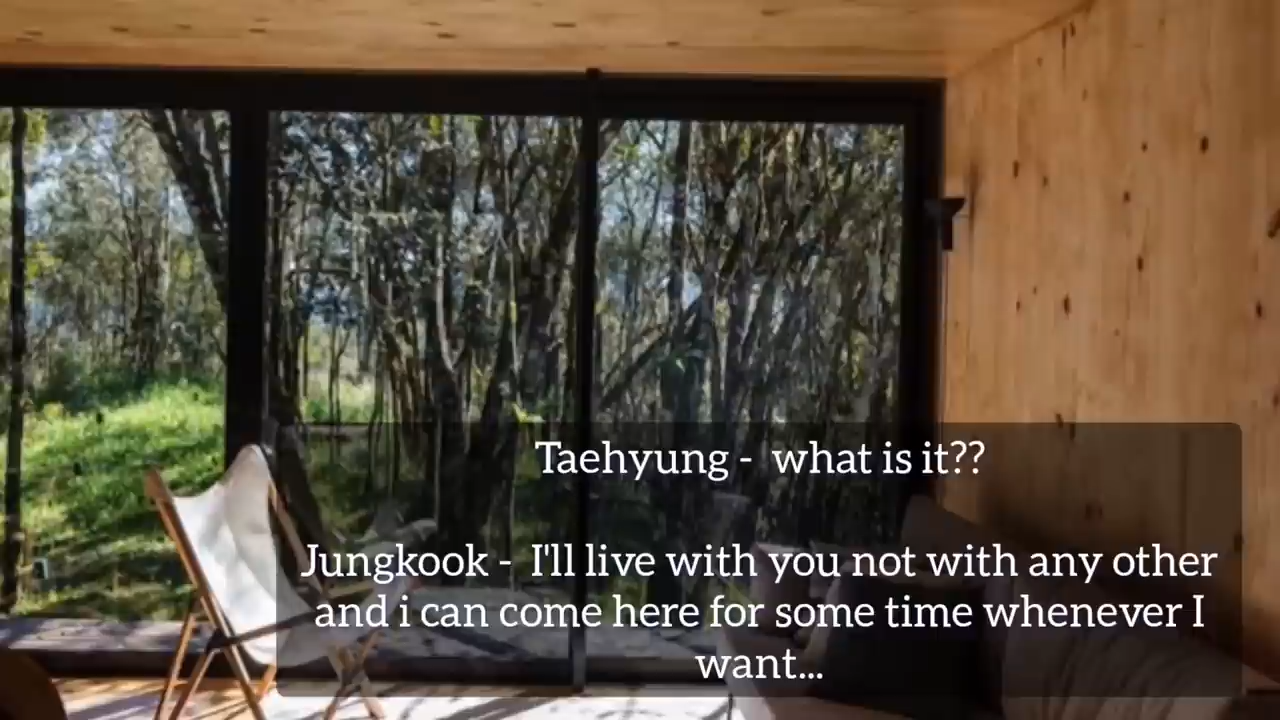 Taehyung -  what is it??
Jungkook -  I'll live with you not with any other
and i can come here for some time whenever I
want...